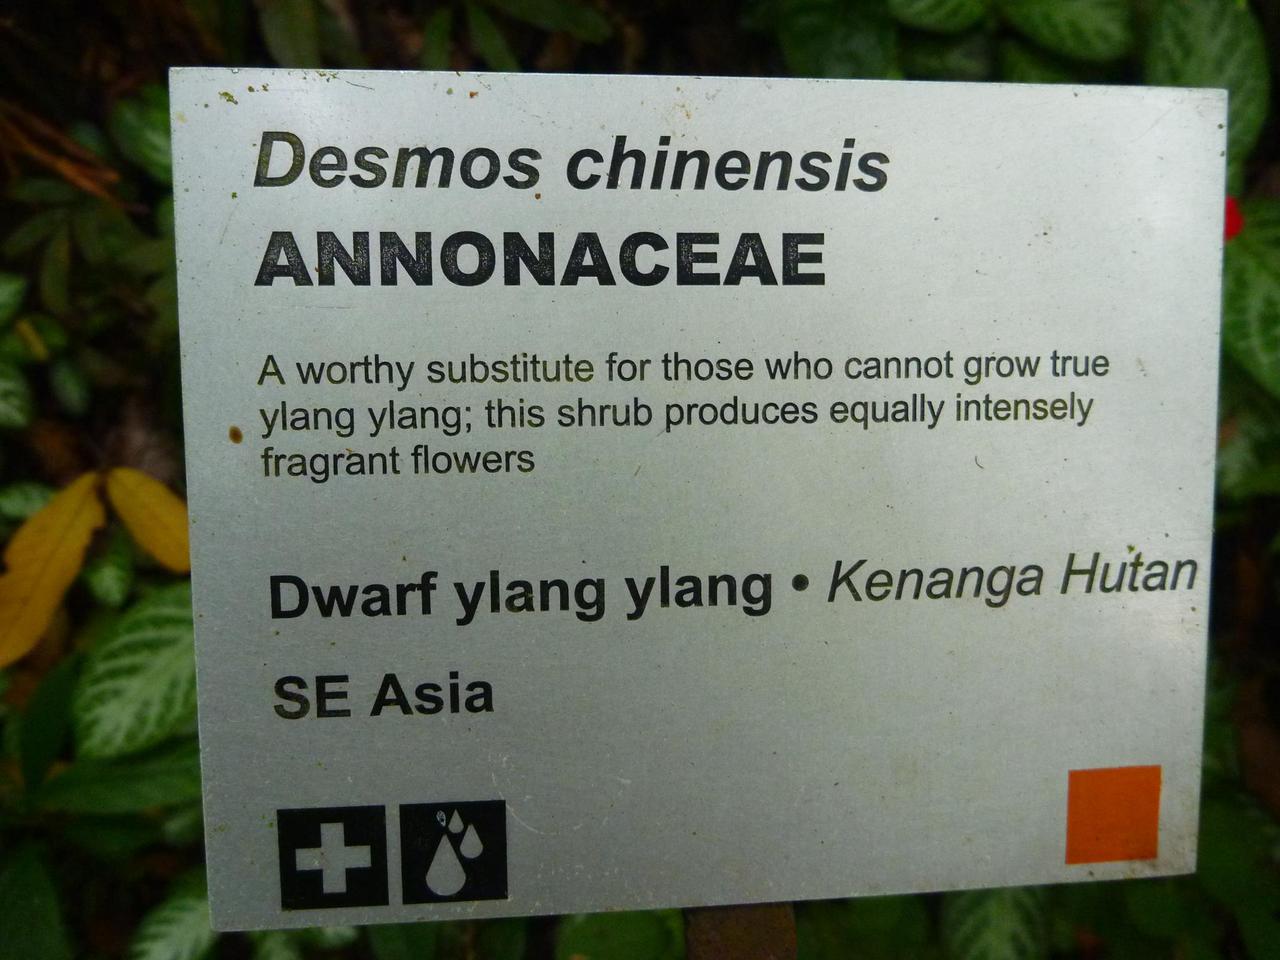 Desmos chinensis
ANNONACEAE
A worthy substitute for those who cannot grow true
ylang ylang; this shrub produces equally intensely
fragrant flowers
Dwarf ylang ylang • Kenanga Hutan
SE Asia